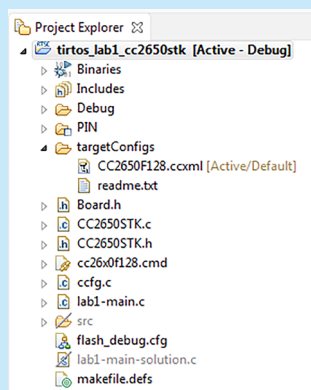 Project Explorer
tirtos_lab1_cc2650stk [Active - Debug]
Binaries
Includes
Debug
PIN
targetConfigs
CC2650F128.ccxml [Active/Default]
readme.txt
Board.h
CC2650STK.c
CC2650STK.h
cc26x0f128.cmd
ccfg.c
lab1-main.c
src
flash_debug.cfg
lab1-main-solution.c
makefile.defs